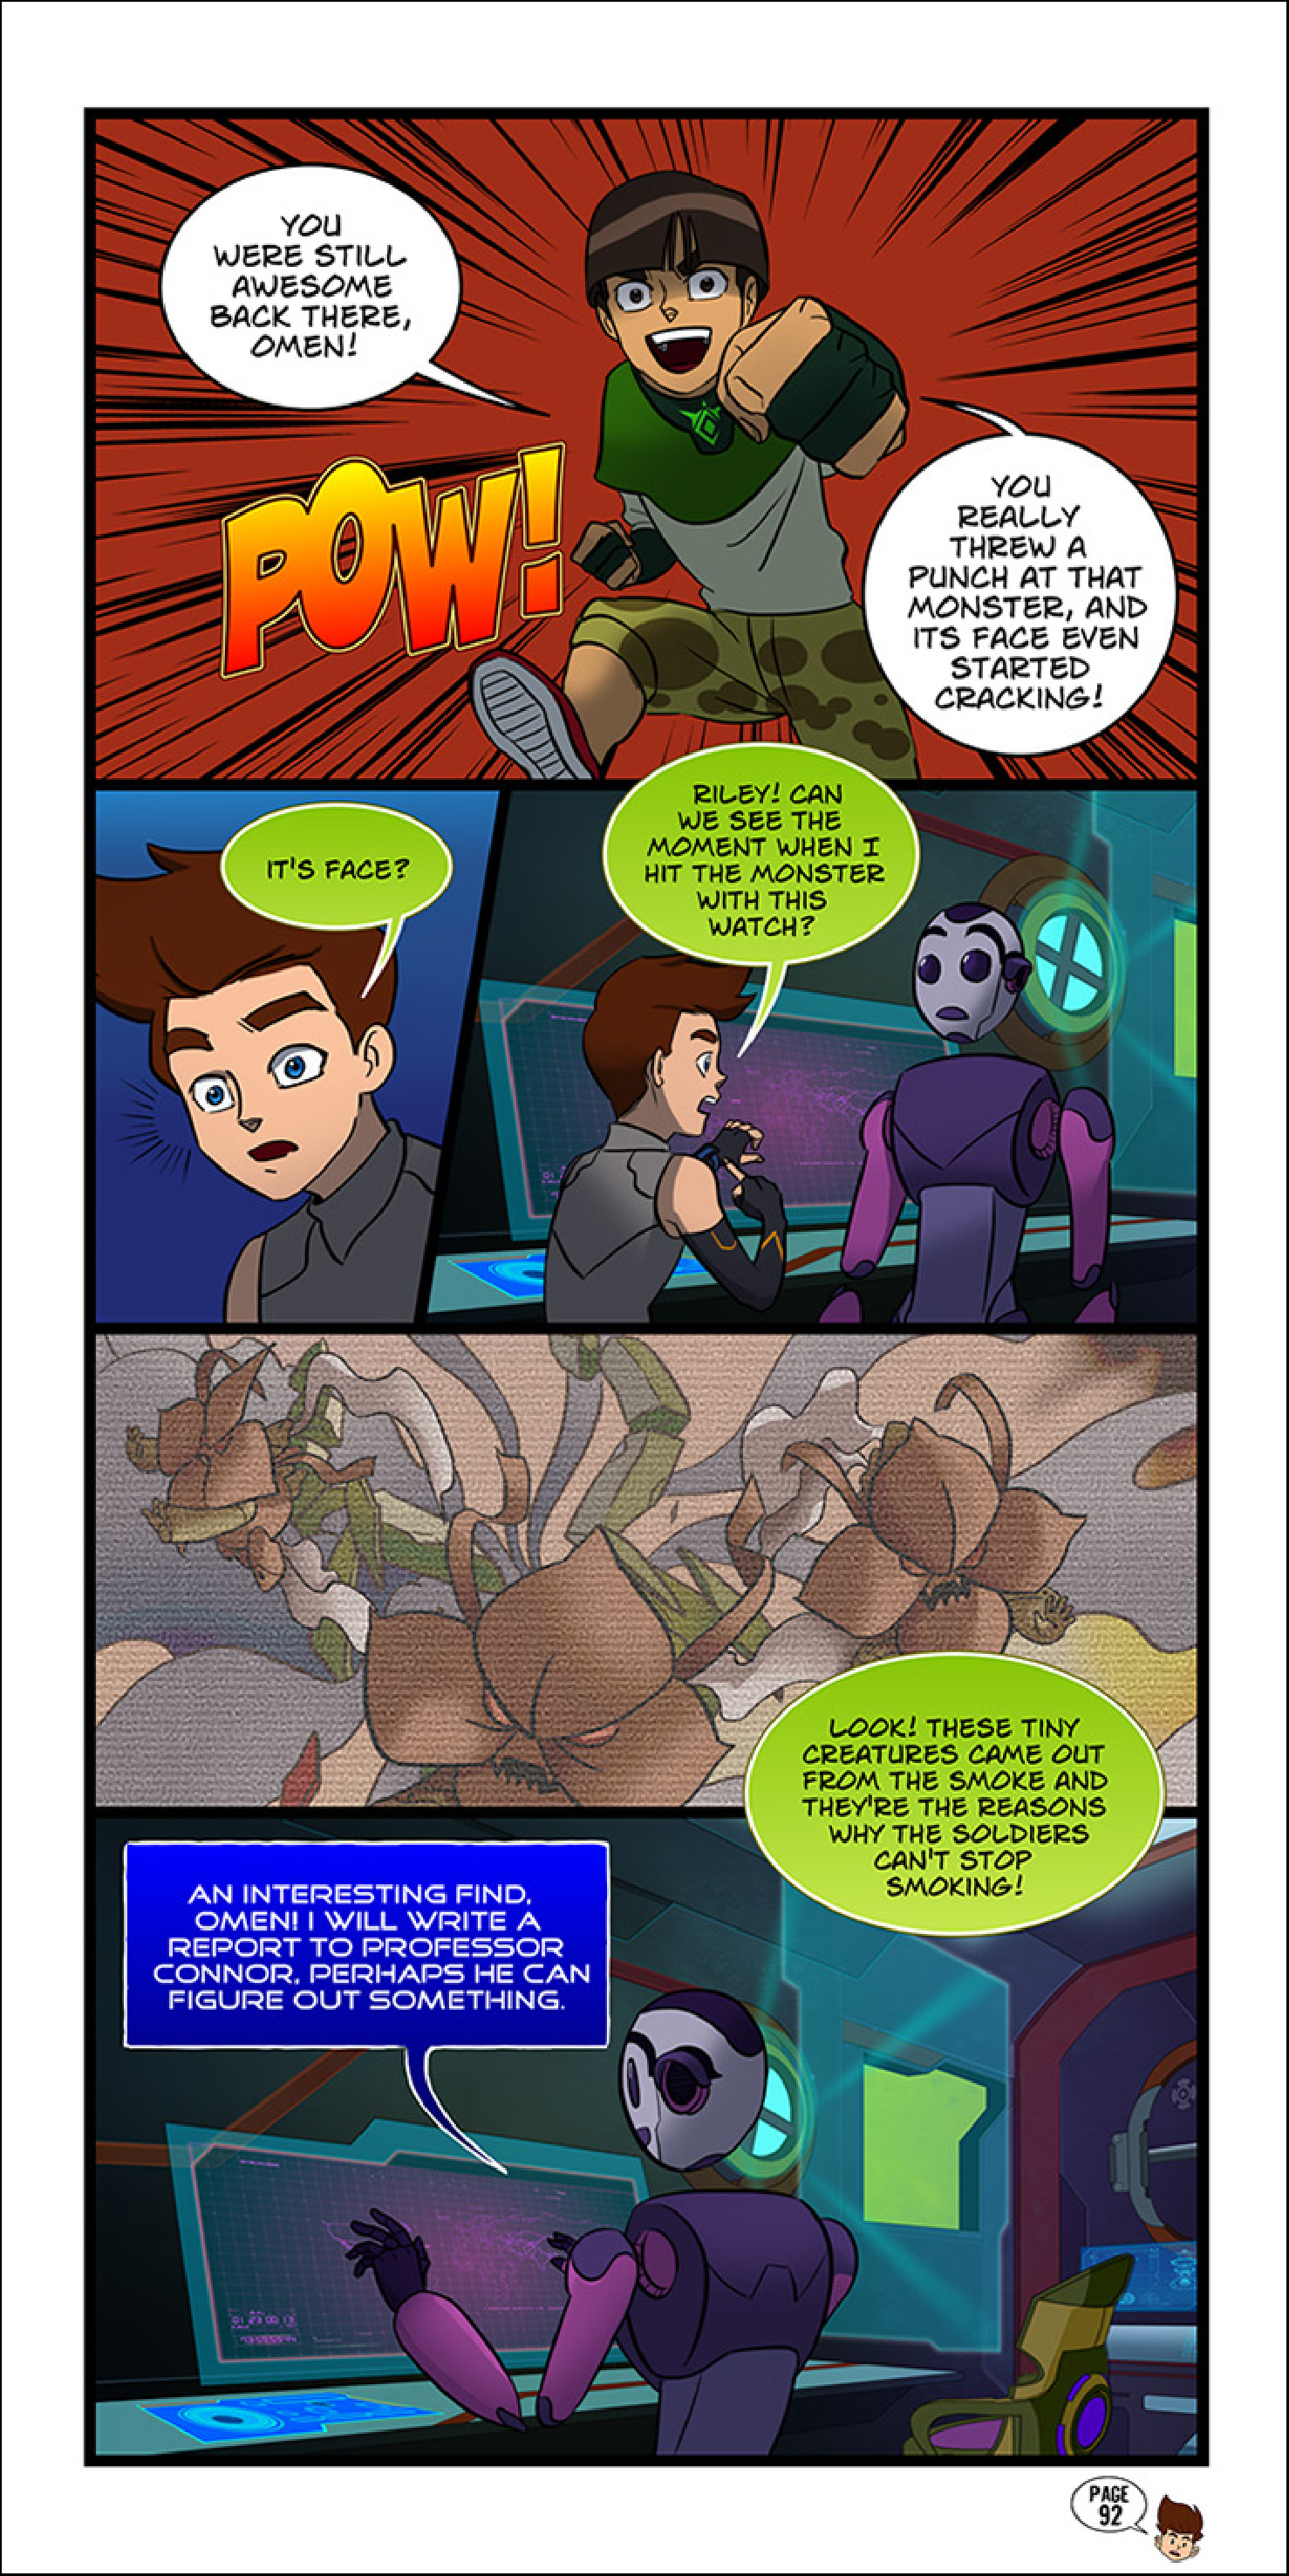 YOU
WERE STILL
AWESOME
BACK THERE,
OMEN!
POW!
YOU
REALLY
THREW A
PUNCH AT THAT
MONSTER, AND
ITS FACE EVEN
STARTED
CRACKING!
IT'S FACE?
RILEY! CAN
WE SEE THE
MOMENT WHEN I
HIT THE MONSTER
WITH THIS
WATCH?
LOOK! THESE TINY
CREATURES CAME OUT
FROM THE SMOKE AND
THEY'RE THE REASONS
WHY THE SOLDIERS
CAN'T STOP
SMOKING!
AN INTERESTING FIND,
OMEN! I WILL WRITE A
REPORT TO PROFESSOR
CONNOR, PERHAPS HE CAN
FIGURE OUT SOMETHING.
PAGE
92